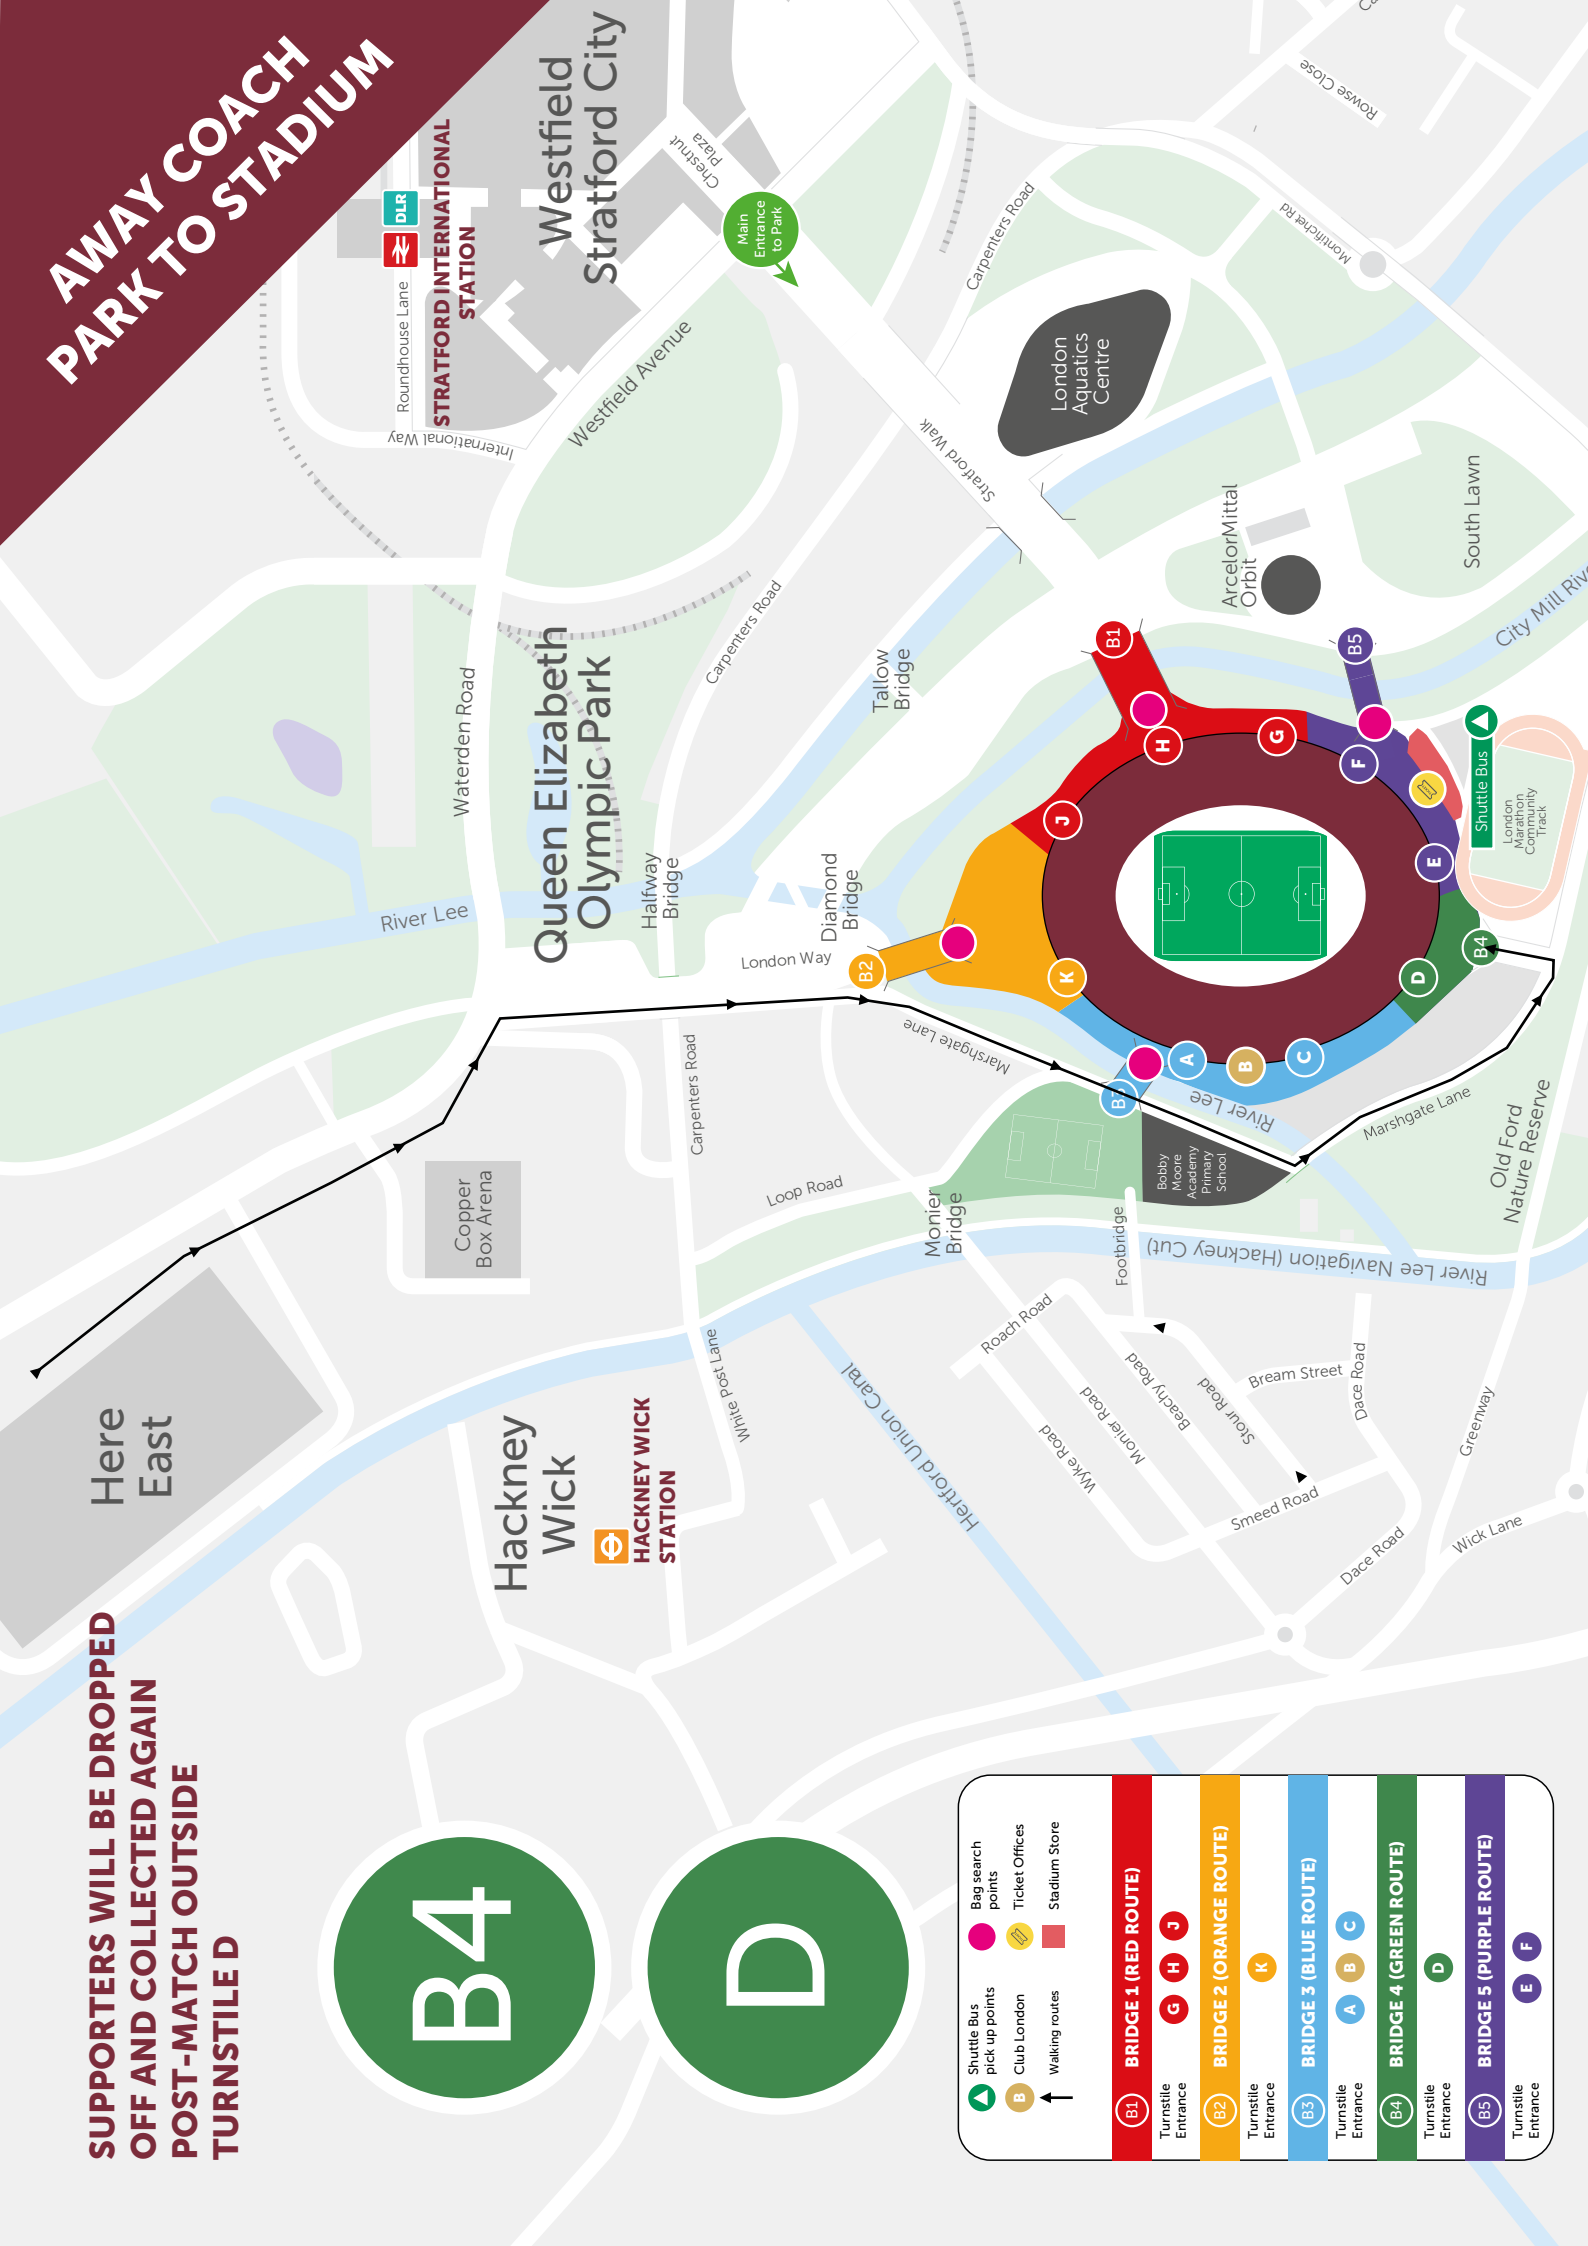 AWAY COACH
PARK TO STADIUM
SUPPORTERS WILL BE DROPPED
OFF AND COLLECTED AGAIN
POST-MATCH OUTSIDE
TURNSTILE D
B4
D
Here
East
Hackney
Wick
HACKNEY WICK
STATION
Copper
Box Arena
Queen Elizabeth
Olympic Park
Waterden Road
River Lee
Roundhouse Lane
DLR
STRATFORD INTERNATIONAL
STATION
International Way
Westfield
Stratford City
Westfield Avenue
Chestnut
Plaza
Main
Entrance
to Park
Carpenters Road
Rowse Close
Montifichet Rd
London
Aquatics
Centre
Stratford Walk
ArcelorMittal
Orbit
South Lawn
City Mill Riv
Carpenters Road
Tallow
Bridge
Halfway
Bridge
Diamond
Bridge
London Way
Carpenters Road
Loop Road
Marshgate Lane
Monier
Bridge
White Post Lane
Hertford Union Canal
Footbridge
Bobby
Moore
Academy
Primary
School
River Lee
Marshgate Lane
Old Ford
Nature Reserve
River Lee Navigation (Hackney Cut)
Roach Road
Wyke Road
Monier Road
Beachy Road
Stour Road
Bream Street
Dace Road
Smeed Road
Dace Road
Greenway
Wick Lane
B1
H
G
J
B2
K
B3
A
B
C
B4
D
B5
F
E
Shuttle Bus
London
Marathon
Community
Track
Shuttle Bus
pick up points
Bag search
points
B
Club London
Ticket Offices
Walking routes
Stadium Store
B1 BRIDGE 1 (RED ROUTE)
Turnstile
Entrance
G H J
B2 BRIDGE 2 (ORANGE ROUTE)
Turnstile
Entrance
K
B3 BRIDGE 3 (BLUE ROUTE)
Turnstile
Entrance
A B C
B4 BRIDGE 4 (GREEN ROUTE)
Turnstile
Entrance
D
B5 BRIDGE 5 (PURPLE ROUTE)
Turnstile
Entrance
E F